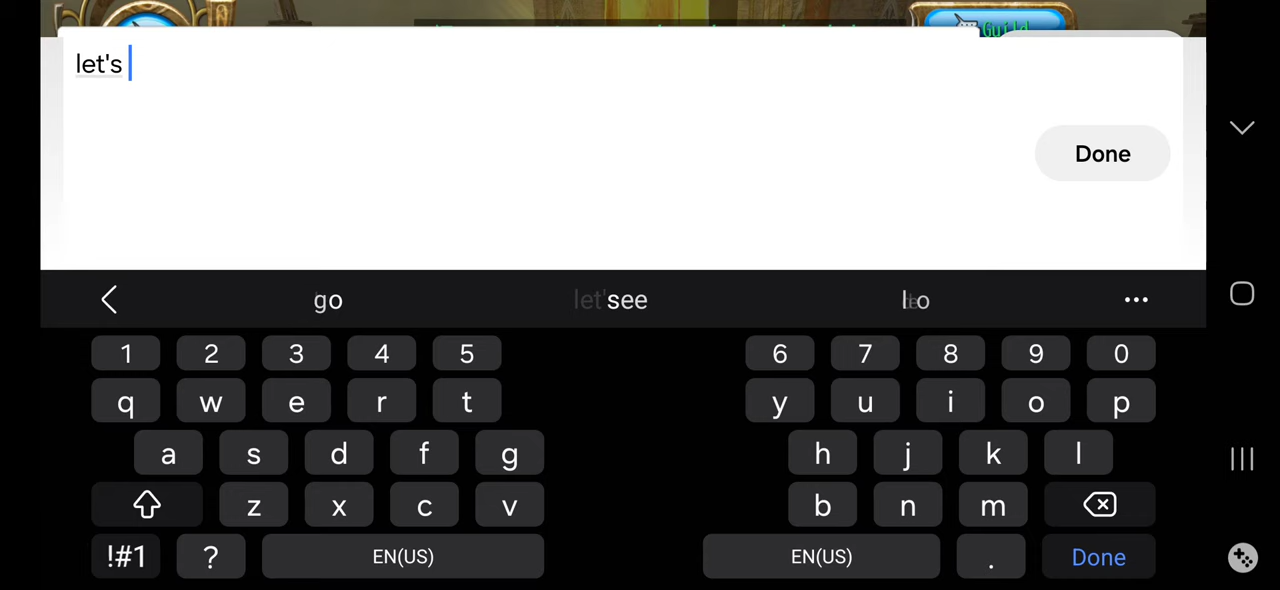 Guild
let's
Done
go see
1 2 3 4 5 6 7 8 9 0
q w e r t y u i o p
a s d f g h j k l
z x c v b n m
!#1 ? EN(US) EN(US) . Done